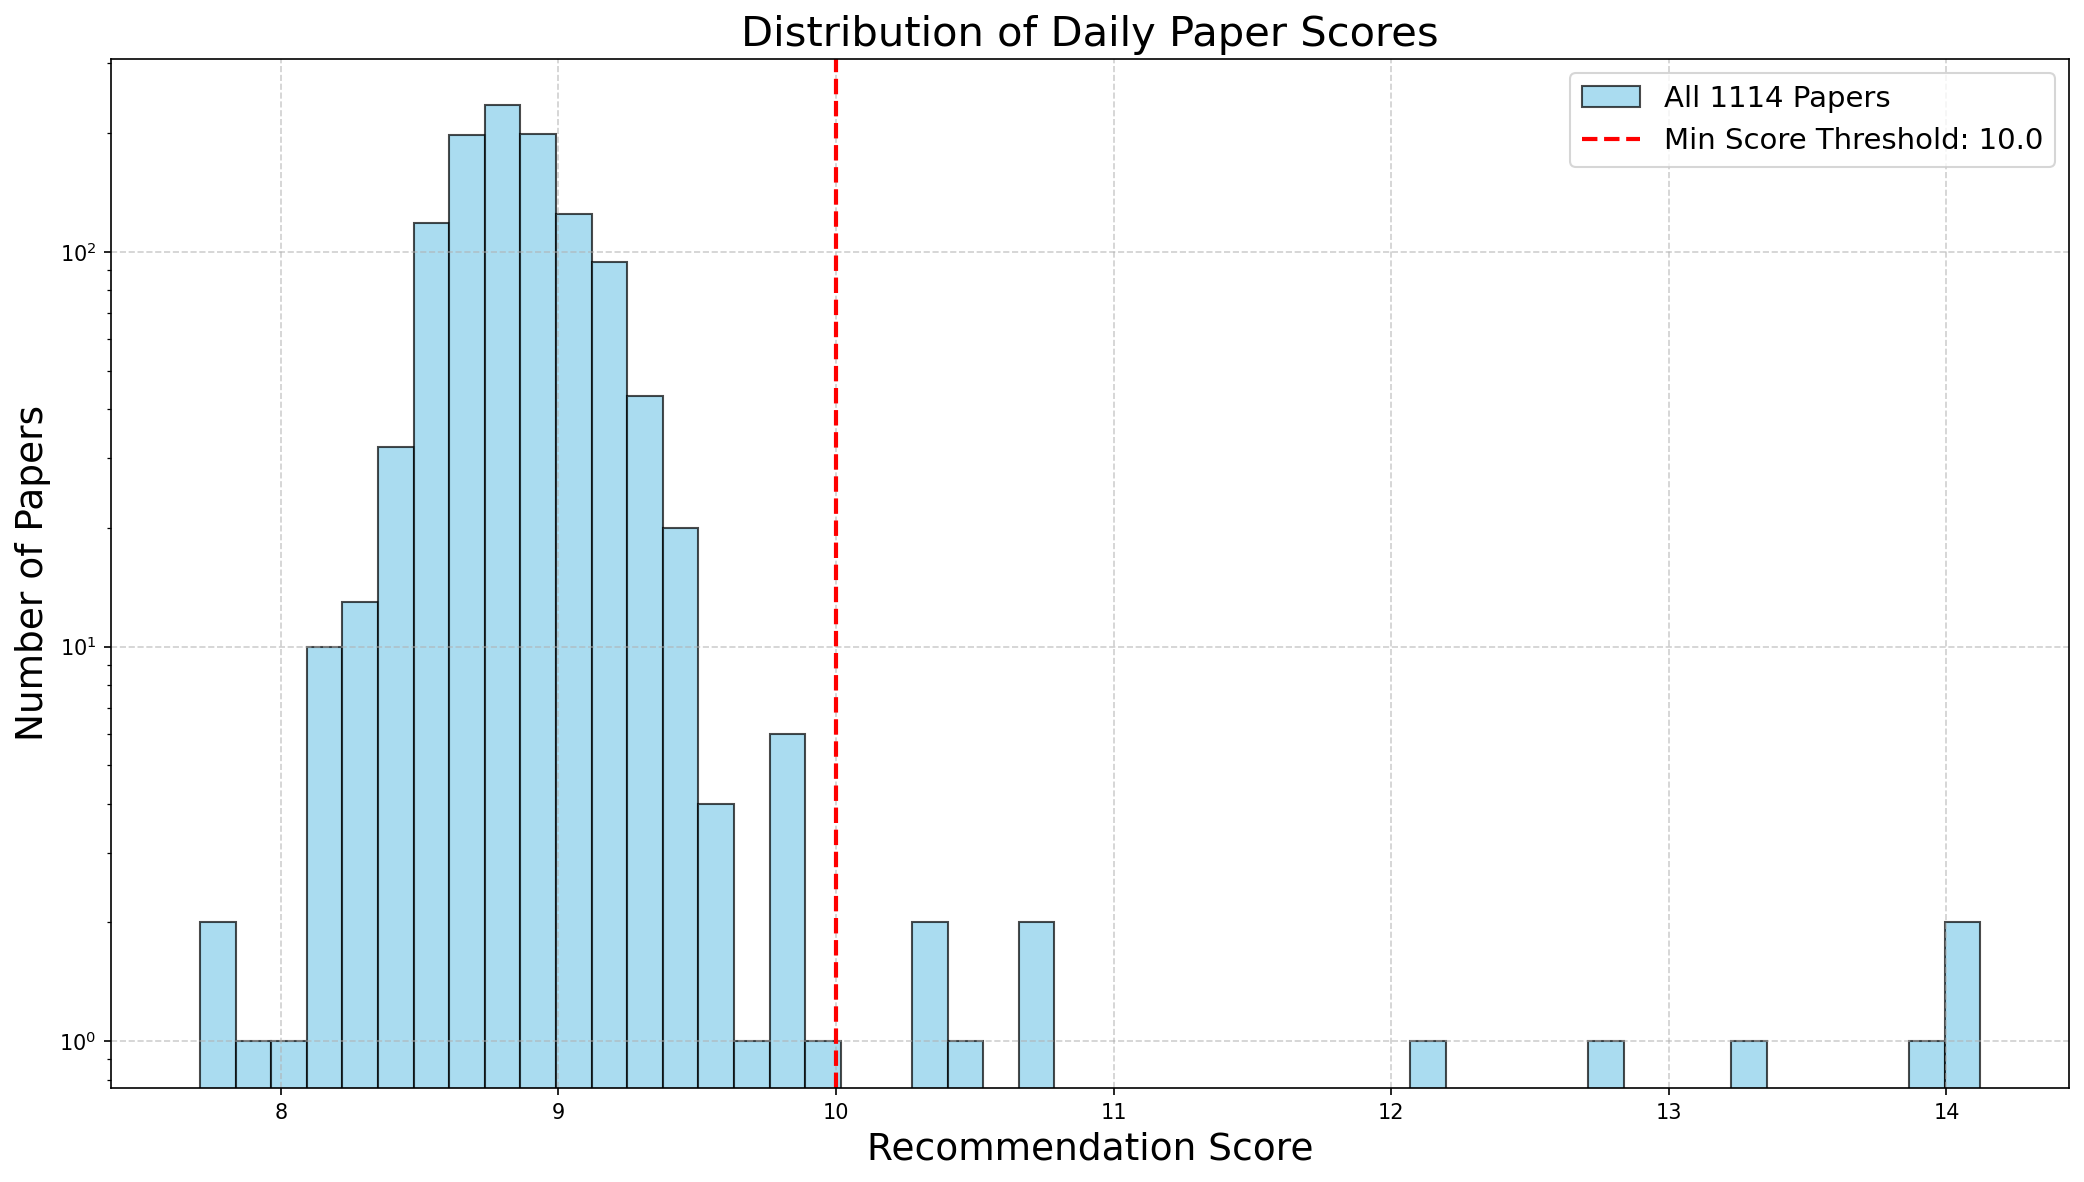 Distribution of Daily Paper Scores
All 1114 Papers
Min Score Threshold: 10.0
Number of Papers
10²
10¹
10⁰
8 9 10 11 12 13 14
Recommendation Score